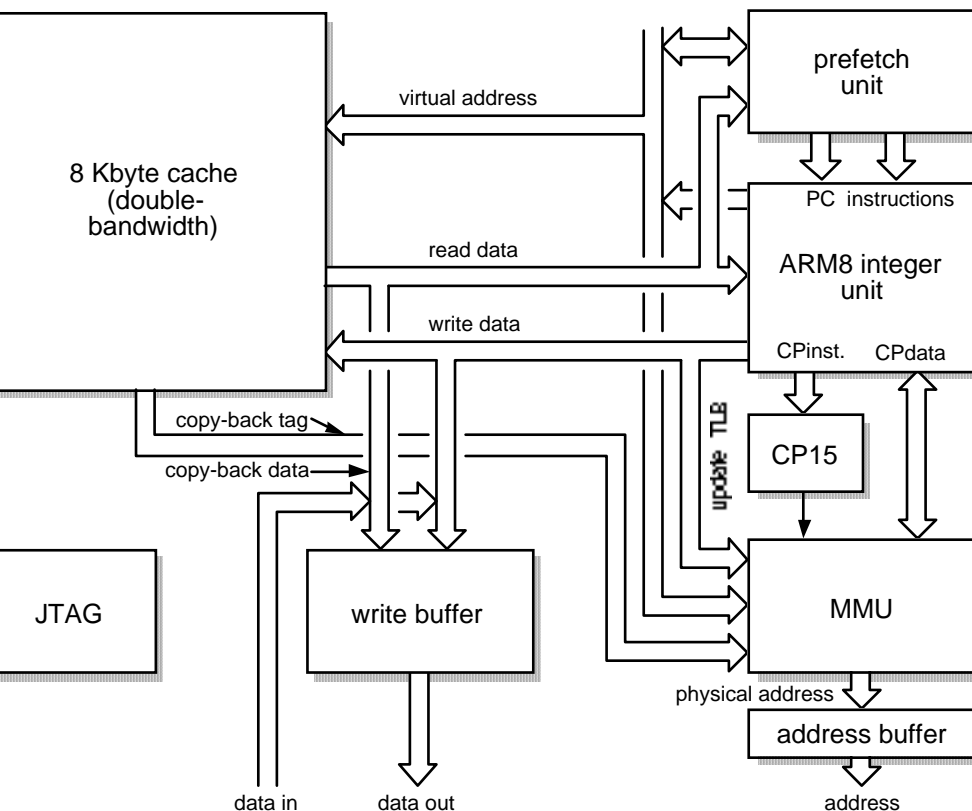 prefetch
unit
virtual address
8 Kbyte cache
(double-
bandwidth)
PC instructions
read data
ARM8 integer
unit
write data
CPinst. CPdata
copy-back tag
update TLB
CP15
copy-back data
JTAG
write buffer
MMU
physical address
address buffer
data in
data out
address